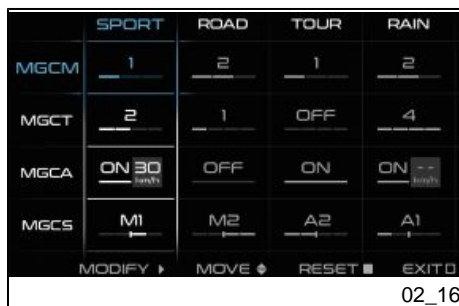 SPORT ROAD TOUR RAIN
MGCM 1 2 1 2
MGCT 2 1 OFF 4
MGCA ON 30 km/h OFF ON ON -- km/h
MGCS M1 M2 A2 A1
MODIFY MOVE RESET EXIT
02_16